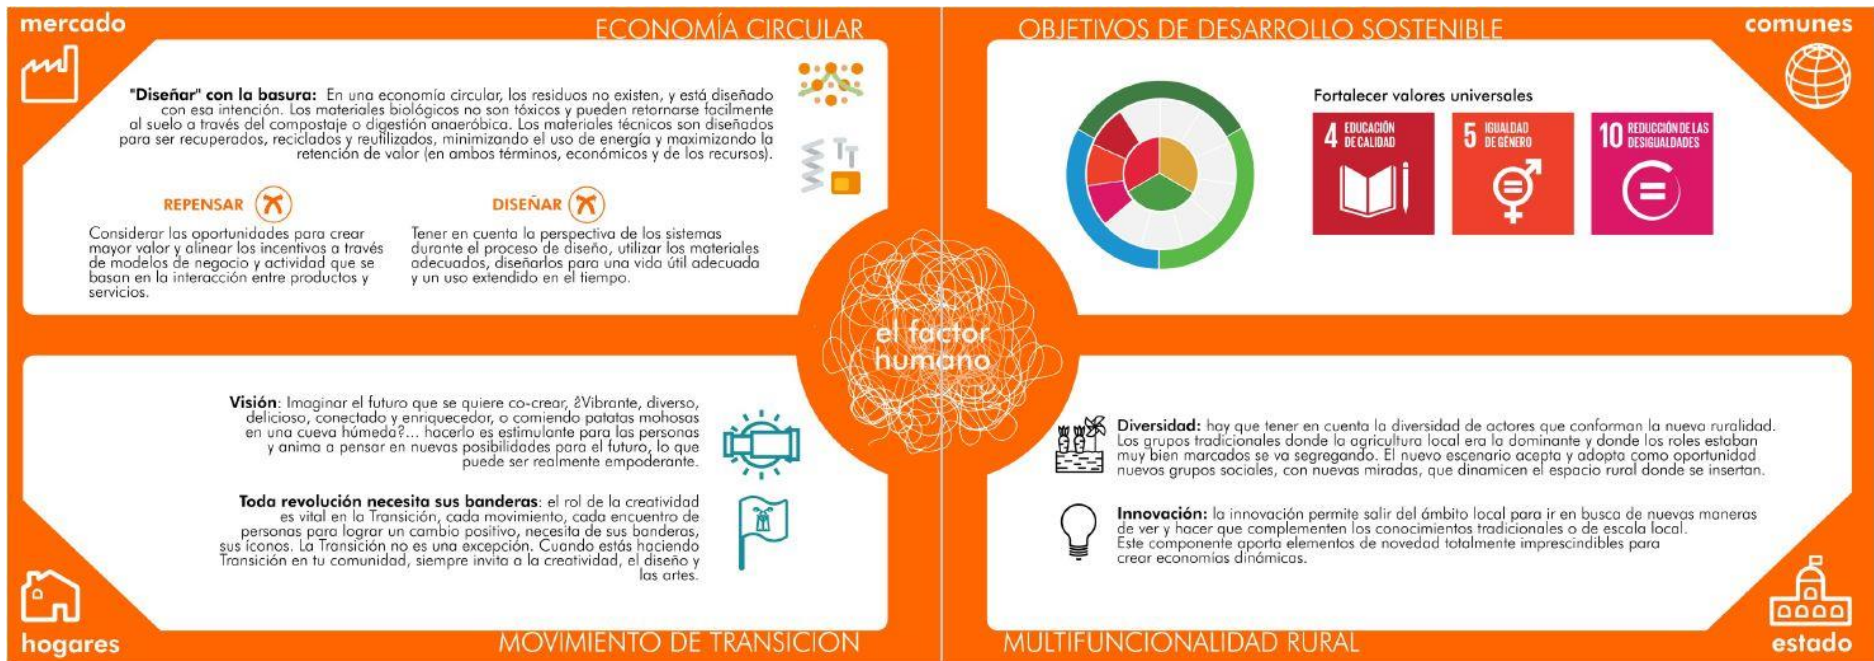 mercado
ECONOMÍA CIRCULAR
"Diseñar" con la basura: En una economía circular, los residuos no existen, y está diseñado
con esa intención. Los materiales biológicos no son tóxicos y pueden retornarse facilmente
al suelo a través del compostaje o digestión anaeróbica. Los materiales técnicos son diseñados
para ser recuperados, reciclados y reutilizados, minimizando el uso de energía y maximizando la
retención de valor (en ambos términos, económicos y de los recursos).
REPENSAR
Considerar las oportunidades para crear
mayor valor y alinear los incentivos a través
de modelos de negocio y actividad que se
basan en la interacción entre productos y
servicios.
DISEÑAR
Tener en cuenta la perspectiva de los sistemas
durante el proceso de diseño, utilizar los materiales
adecuados, diseñarlos para una vida útil adecuada
y un uso extendido en el tiempo.
OBJETIVOS DE DESARROLLO SOSTENIBLE
comunes
Fortalecer valores universales
4 EDUCACIÓN
DE CALIDAD
5 IGUALDAD
DE GÉNERO
10 REDUCCIÓN DE LAS
DESIGUALDADES
el factor
humano
Visión: Imaginar el futuro que se quiere co-crear, ¿Vibrante, diverso,
delicioso, conectado y enriquecedor, o comiendo patatas mohosas
en una cueva húmeda?... hacerlo es estimulante para las personas
y anima a pensar en nuevas posibilidades para el futuro, lo que
puede ser realmente empoderante.
Toda revolución necesita sus banderas: el rol de la creatividad
es vital en la Transición, cada movimiento, cada encuentro de
personas para lograr un cambio positivo, necesita de sus banderas,
sus íconos. La Transición no es una excepción. Cuando estás haciendo
Transición en tu comunidad, siempre invita a la creatividad, el diseño y
las artes.
hogares
MOVIMIENTO DE TRANSICION
Diversidad: hay que tener en cuenta la diversidad de actores que conforman la nueva ruralidad.
Los grupos tradicionales donde la agricultura local era la dominante y donde los roles estaban
muy bien marcados se va segregando. El nuevo escenario acepta y adopta como oportunidad
nuevos grupos sociales, con nuevas miradas, que dinamicen el espacio rural donde se insertan.
Innovación: la innovación permite salir del ámbito local para ir en busca de nuevas maneras
de ver y hacer que complementen los conocimientos tradicionales o de escala local.
Este componente aporta elementos de novedad totalmente imprescindibles para
crear economías dinámicas.
MULTIFUNCIONALIDAD RURAL
estado